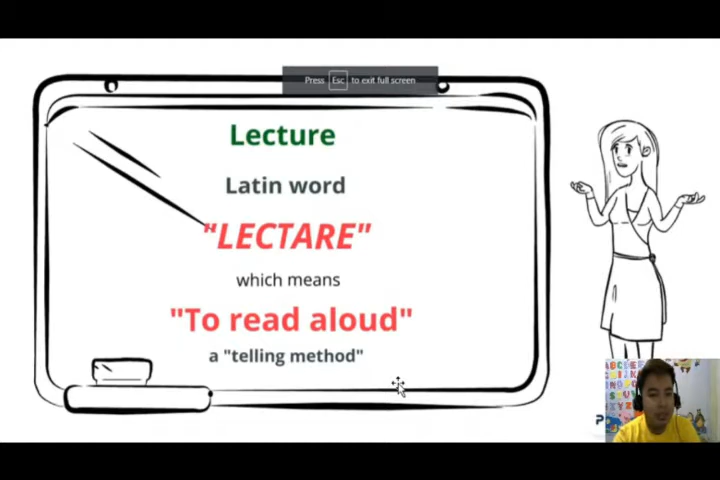 Press Esc to exit full screen
Lecture
Latin word
"LECTARE"
which means
"To read aloud"
a "telling method"